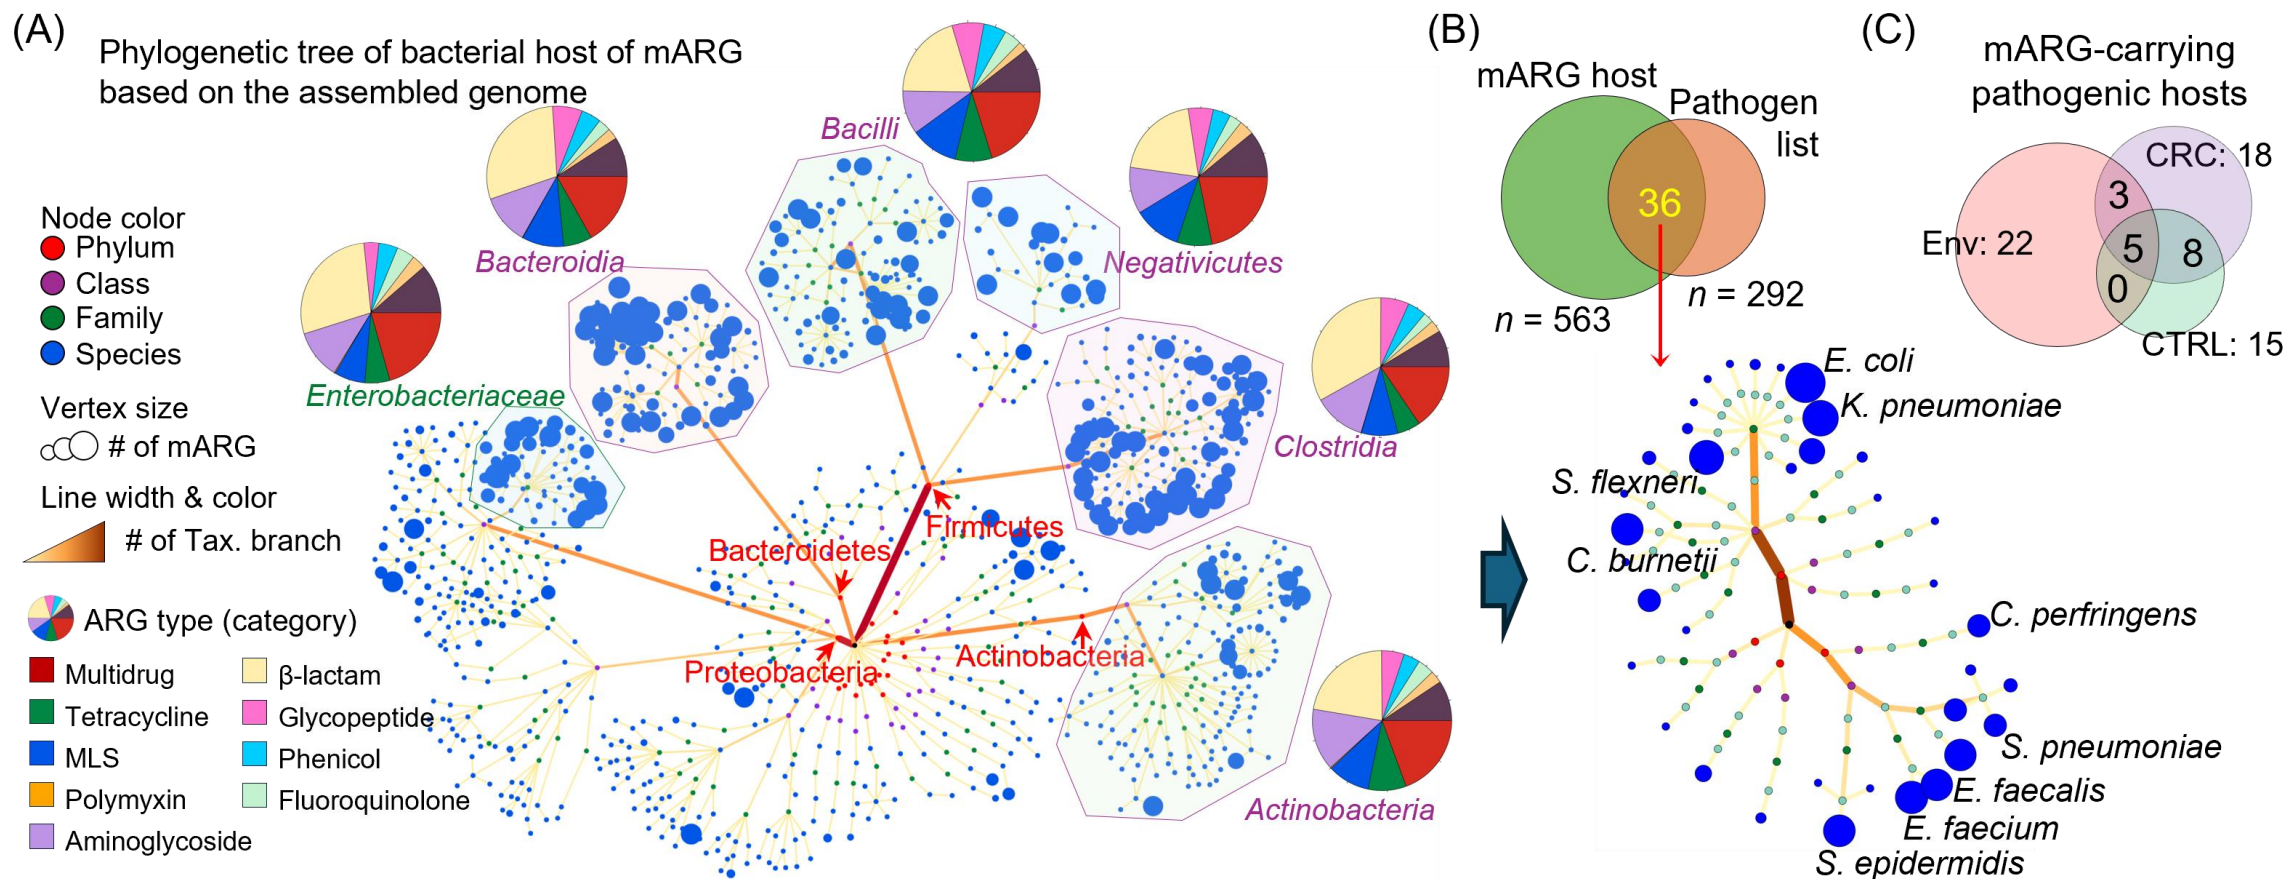 (A)
Phylogenetic tree of bacterial host of mARG
based on the assembled genome
Node color
Phylum
Class
Family
Species
Vertex size
# of mARG
Line width & color
# of Tax. branch
ARG type (category)
Multidrug
Tetracycline
MLS
Polymyxin
Aminoglycoside
β-lactam
Glycopeptide
Phenicol
Fluoroquinolone
Enterobacteriaceae
Bacteroidia
Bacilli
Negativicutes
Clostridia
Actinobacteria
Firmicutes
Bacteroidetes
Proteobacteria
Actinobacteria
(B)
mARG host
Pathogen
list
36
n = 563
n = 292
E. coli
K. pneumoniae
S. flexneri
C. burnetii
C. perfringens
S. pneumoniae
E. faecalis
E. faecium
S. epidermidis
(C)
mARG-carrying
pathogenic hosts
CRC: 18
3
Env: 22
5
8
0
CTRL: 15